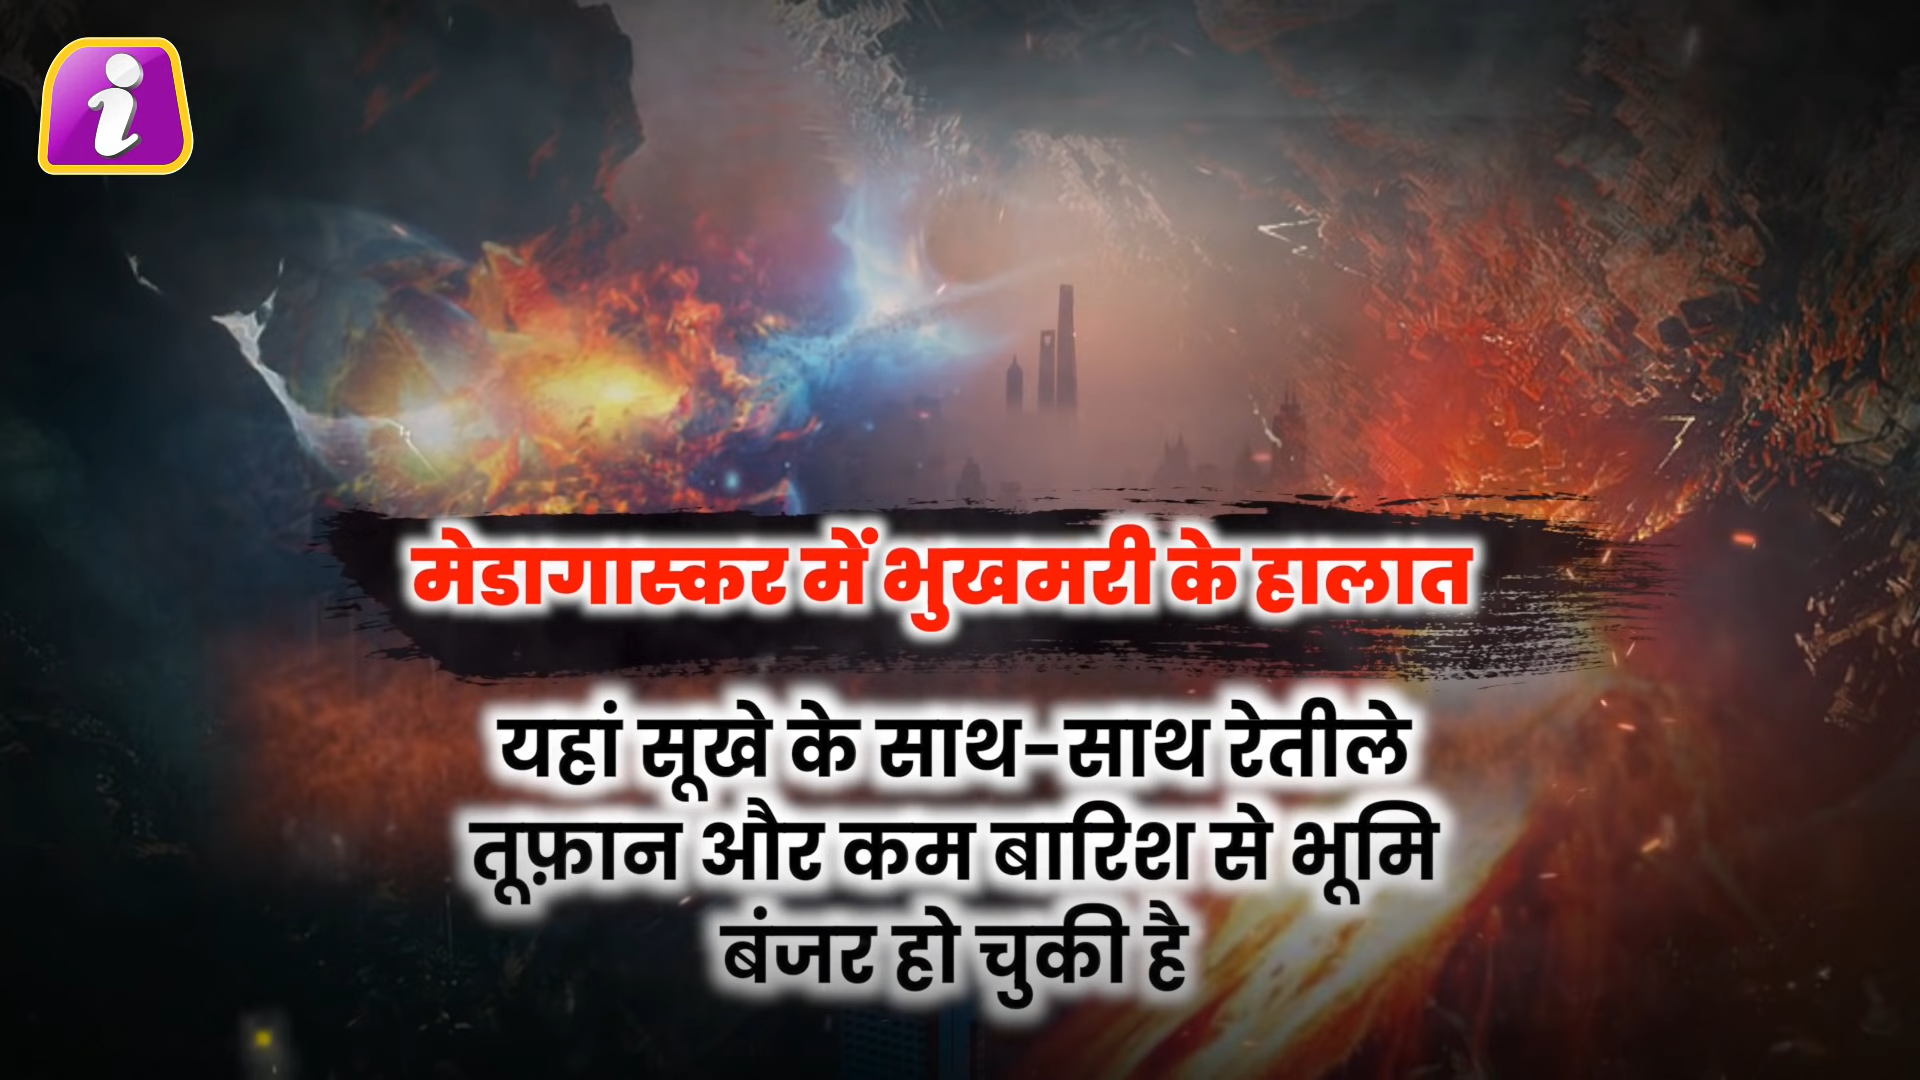 i
मेडागास्कर में भुखमरी के हालात
यहां सूखे के साथ-साथ रेतीले
तूफ़ान और कम बारिश से भूमि
बंजर हो चुकी है